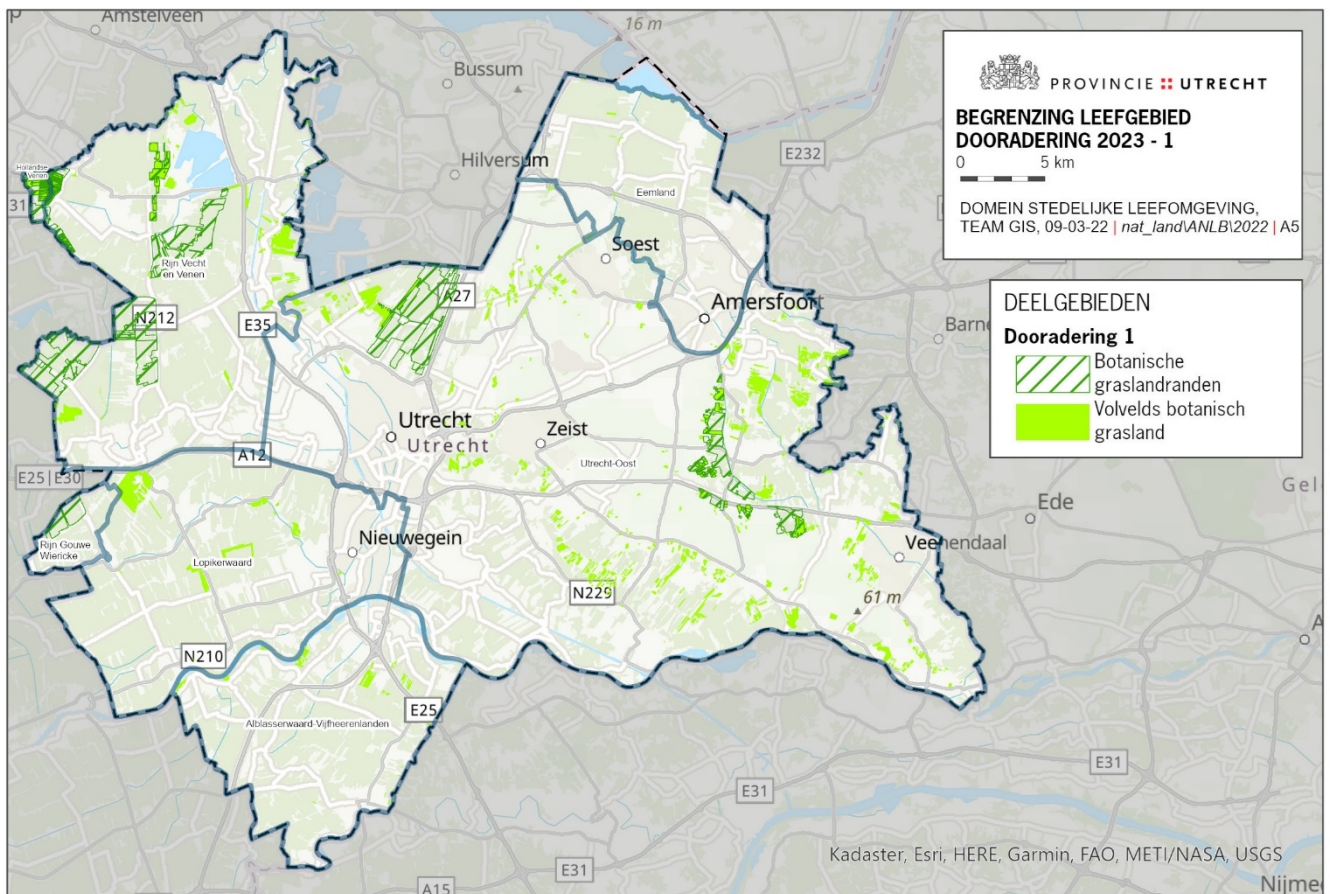 Amstelveen
16 m
Bussum
PROVINCIE UTRECHT
BEGRENZING LEEFGEBIED
DOORADERING 2023 - 1
0 5 km
DOMEIN STEDELIJKE LEEFOMGEVING,
TEAM GIS, 09-03-22 | nat_land\ANLB\2022 | A5
E232
Hilversum
Hollandse
Venen
31
Eemland
Soest
Rijn Vecht
en Venen
A27
DEELGEBIEDEN
Dooradering 1
Botanische
graslandranden
Volvelds botanisch
grasland
N212
E35
Amersfoort
Barne
Utrecht
Utrecht
Zeist
A12
Utrecht-Oost
E25|E30
Ede
Gel
Rijn Gouwe
Wiericke
Nieuwegein
Lopikerwaard
Veenendaal
N229
61 m
A
N210
E25
Alblasserwaard-Vijfheerenlanden
E31
E31
Kadaster, Esri, HERE, Garmin, FAO, METI/NASA, USGS
E31
A15
Nijme